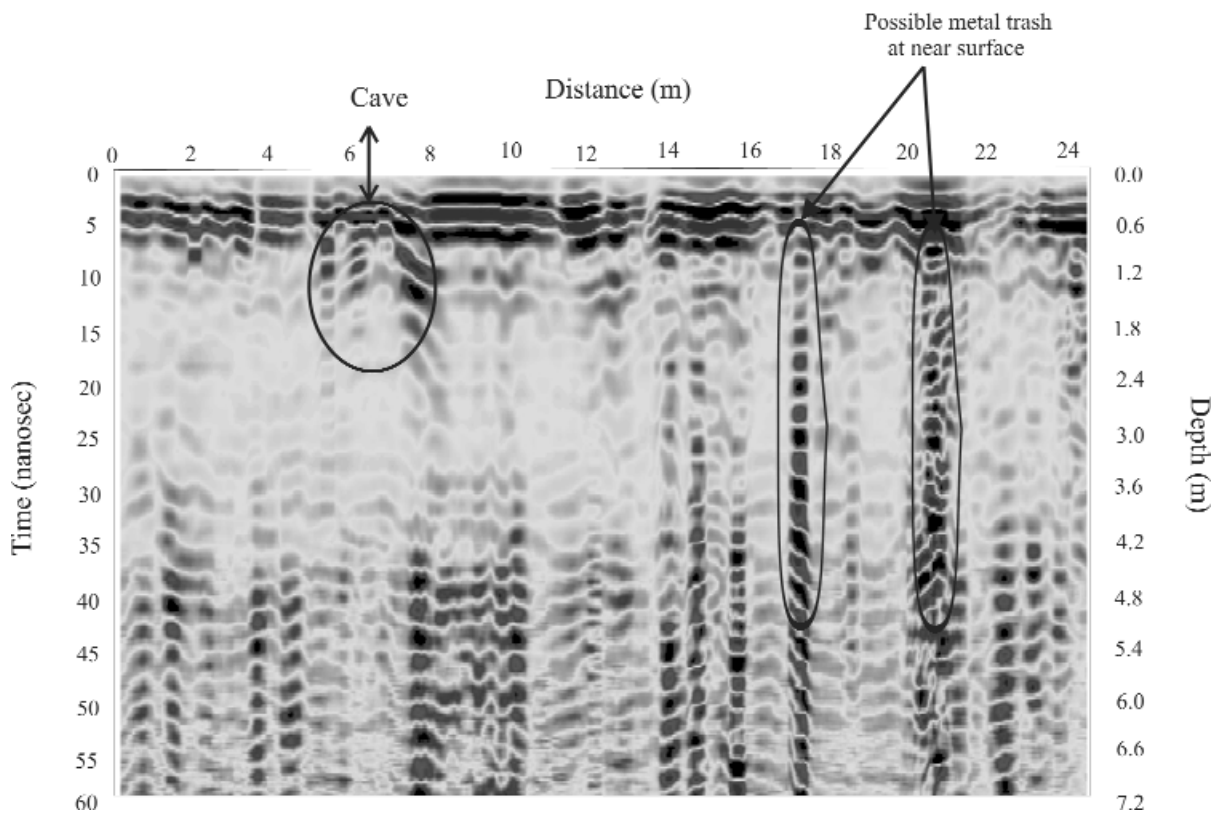 Possible metal trash
at near surface
Cave
Distance (m)
0 2 4 6 8 10 12 14 16 18 20 22 24
0 0.0
5 0.6
10 1.2
15 1.8
20 2.4
25 3.0
30 3.6
35 4.2
40 4.8
45 5.4
50 6.0
55 6.6
60 7.2
Time (nanosec)
Depth (m)